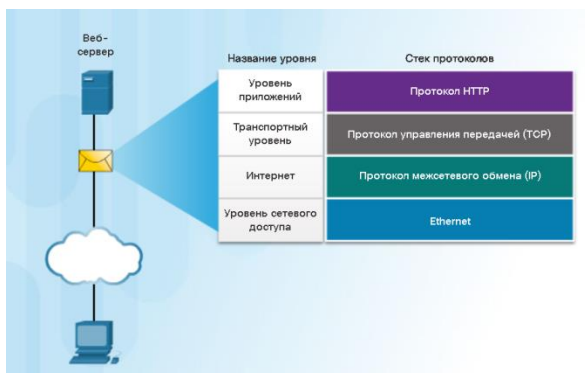 Веб-
сервер
Название уровня
Стек протоколов
Уровень
приложений
Протокол HTTP
Транспортный
уровень
Протокол управления передачей (TCP)
Интернет
Протокол межсетевого обмена (IP)
Уровень сетевого
доступа
Ethernet